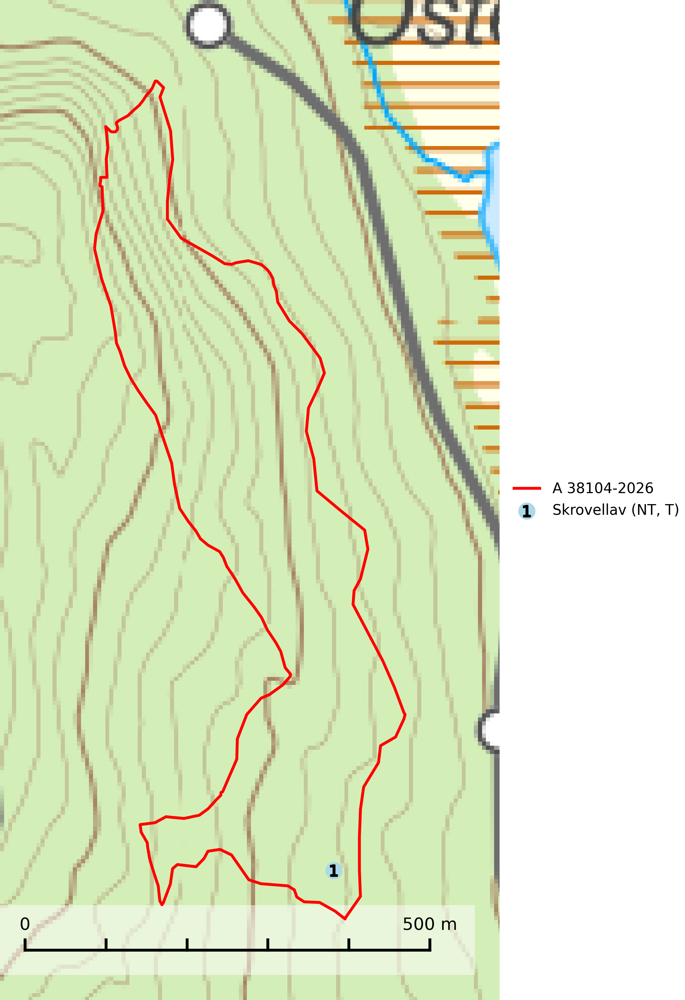 A 38104-2026
1 Skrovellav (NT, T)
1
0 500 m